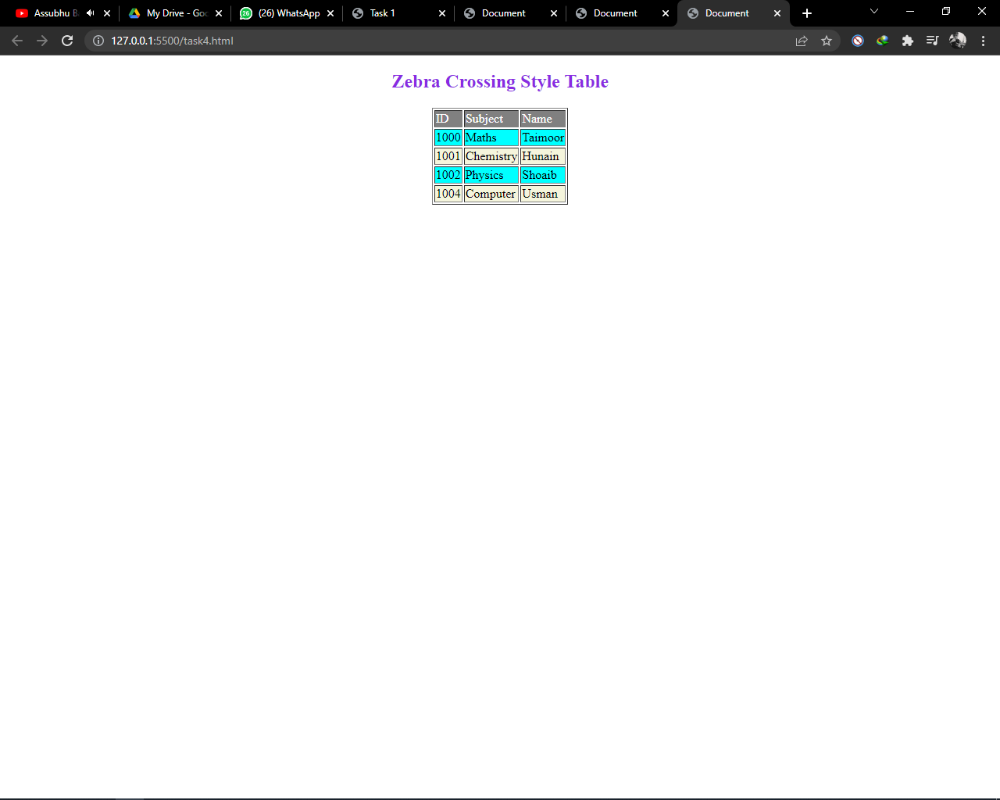 Assubhu B
My Drive - Goo
26 (26) WhatsApp
Task 1
Document
Document
Document
127.0.0.1:5500/task4.html
Zebra Crossing Style Table
ID Subject Name
1000 Maths Taimoor
1001 Chemistry Hunain
1002 Physics Shoaib
1004 Computer Usman